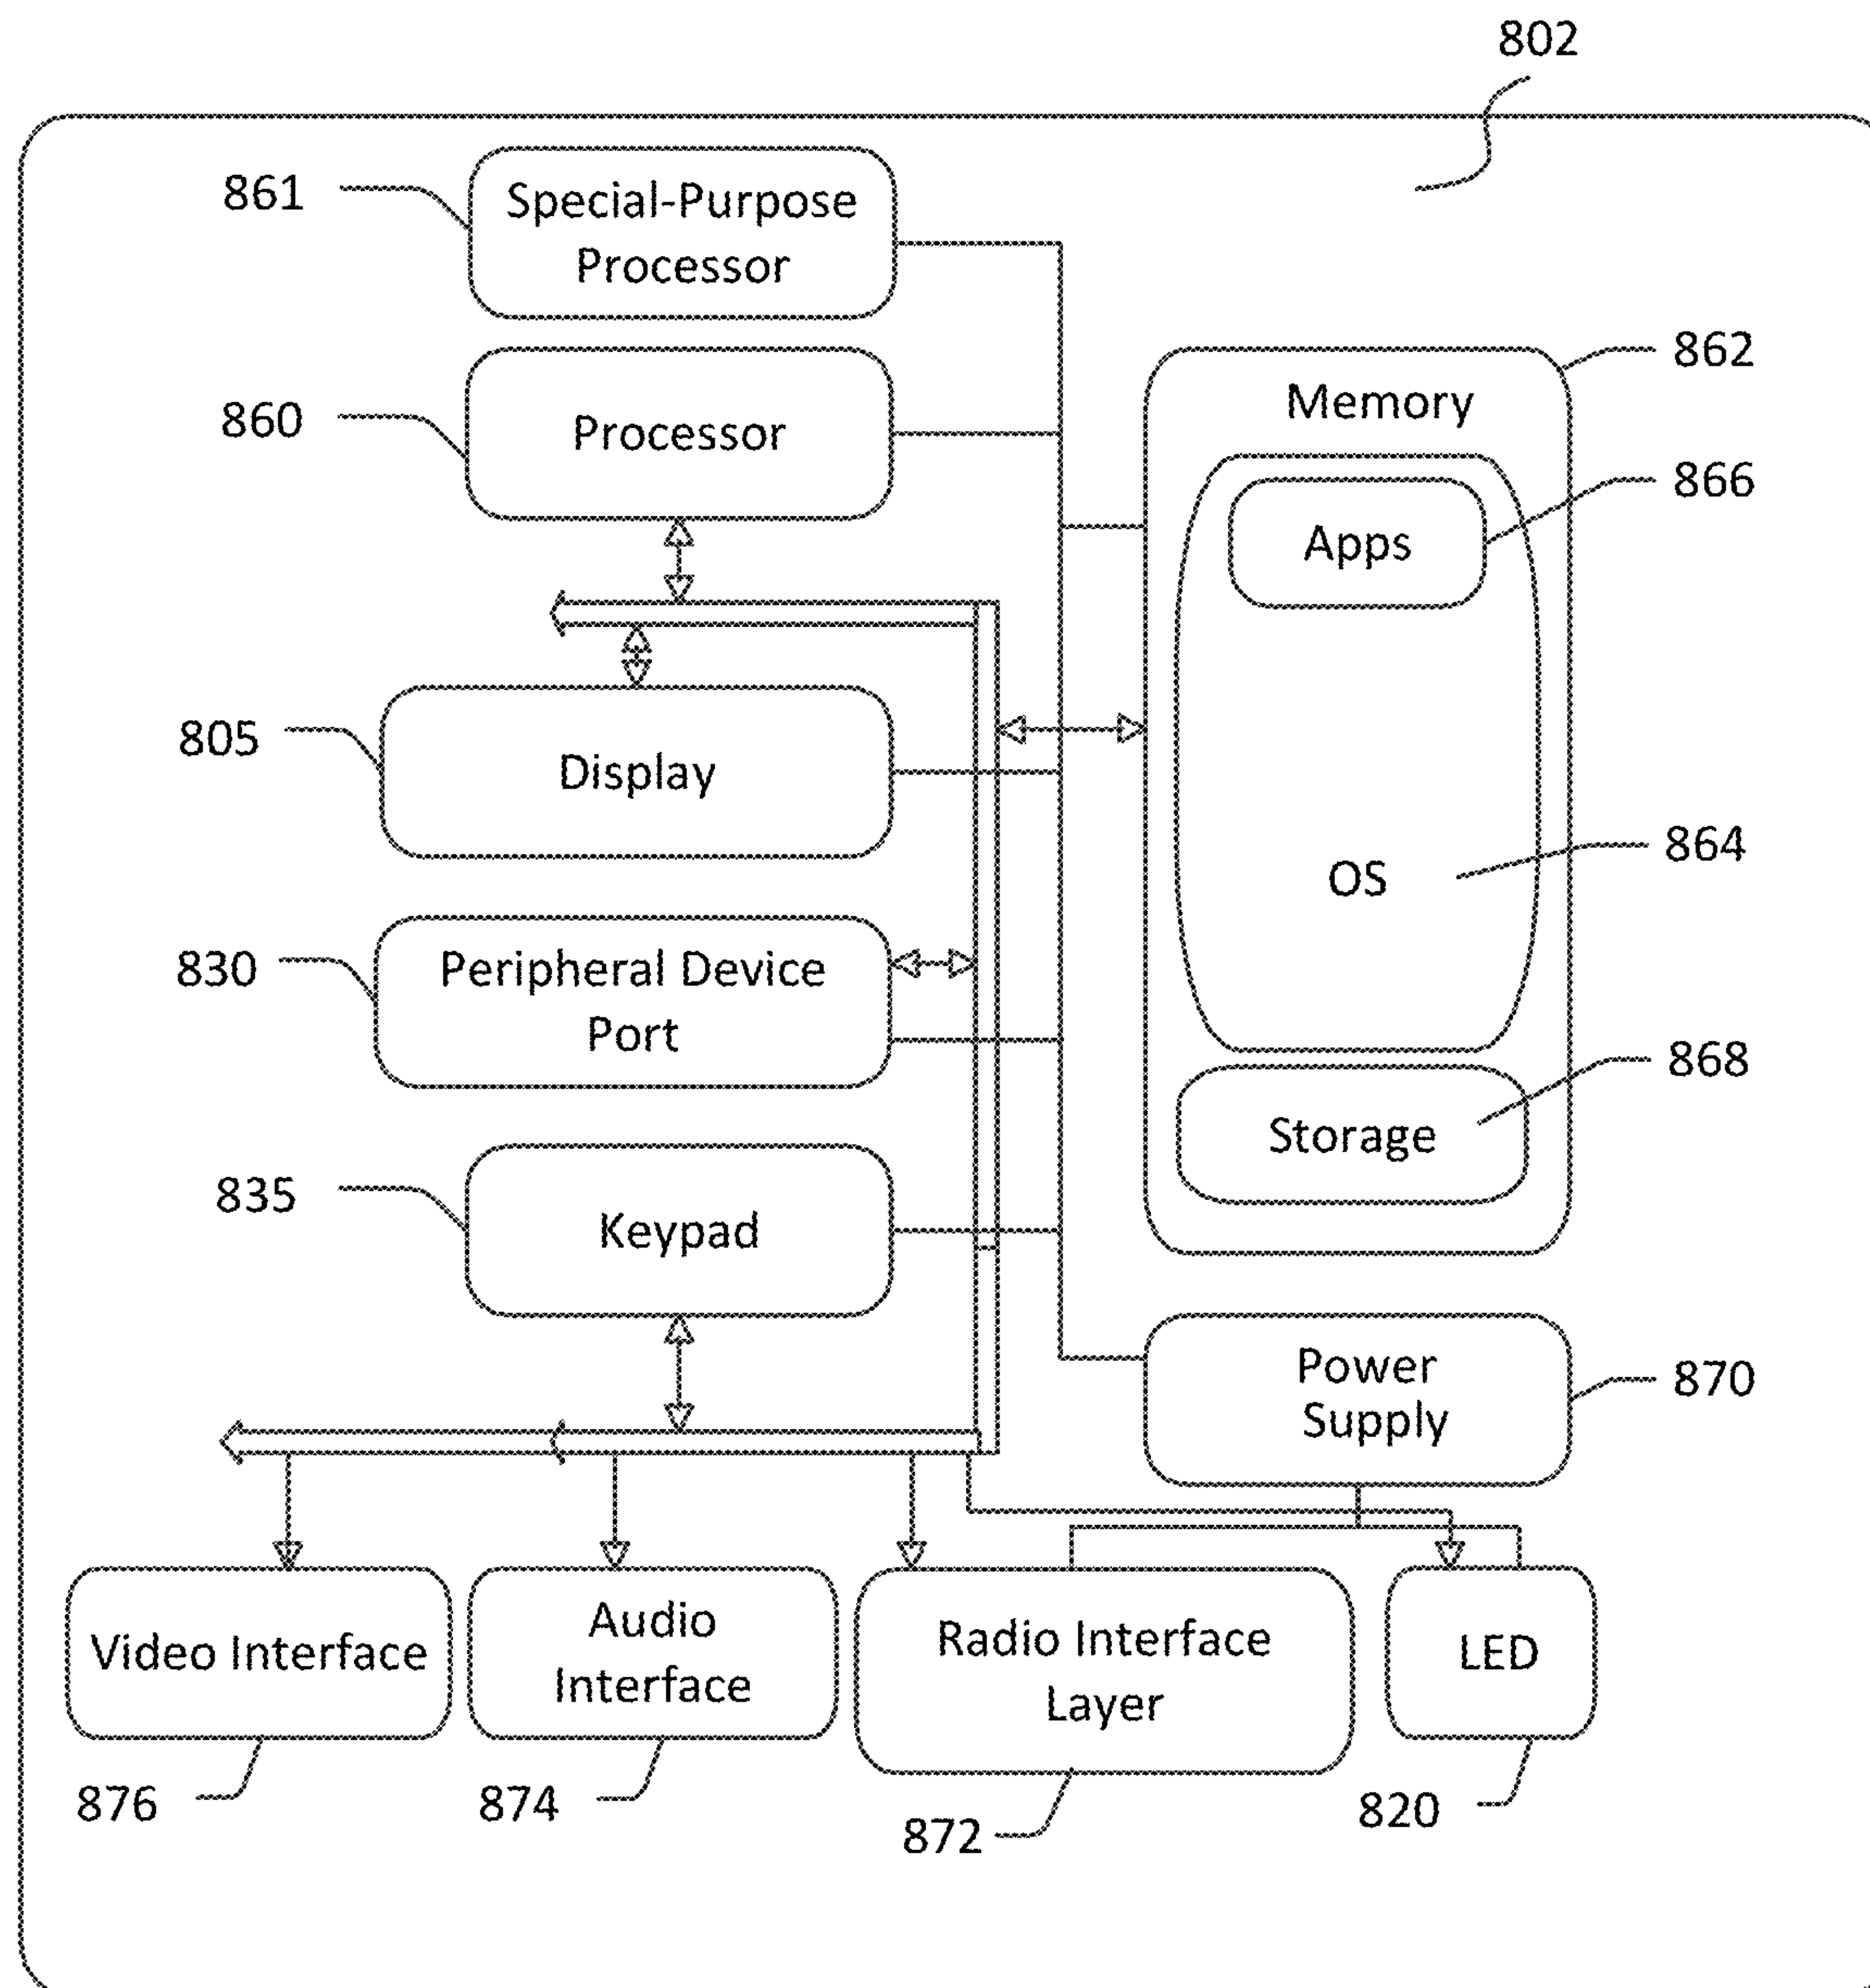 802
861
Special-Purpose
Processor
862
Memory
860
Processor
866
Apps
805
Display
864
OS
830
Peripheral Device
Port
868
Storage
835
Keypad
Power
Supply
870
Video Interface
Audio
Interface
Radio Interface
Layer
LED
876
874
872
820